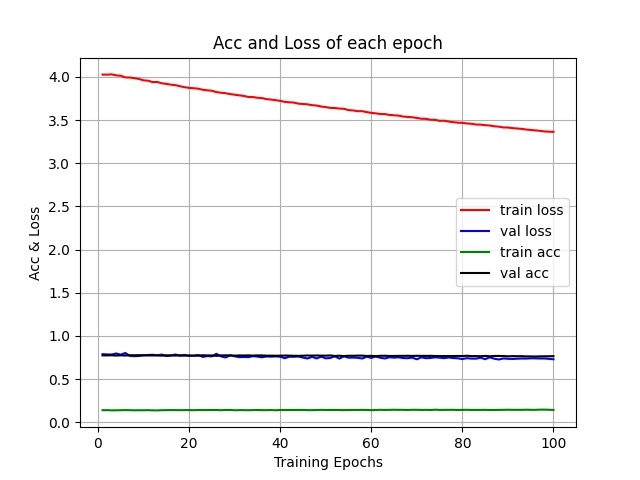 Acc and Loss of each epoch
4.0
3.5
3.0
2.5
2.0
1.5
1.0
0.5
0.0
Acc & Loss
train loss
val loss
train acc
val acc
0 20 40 60 80 100
Training Epochs